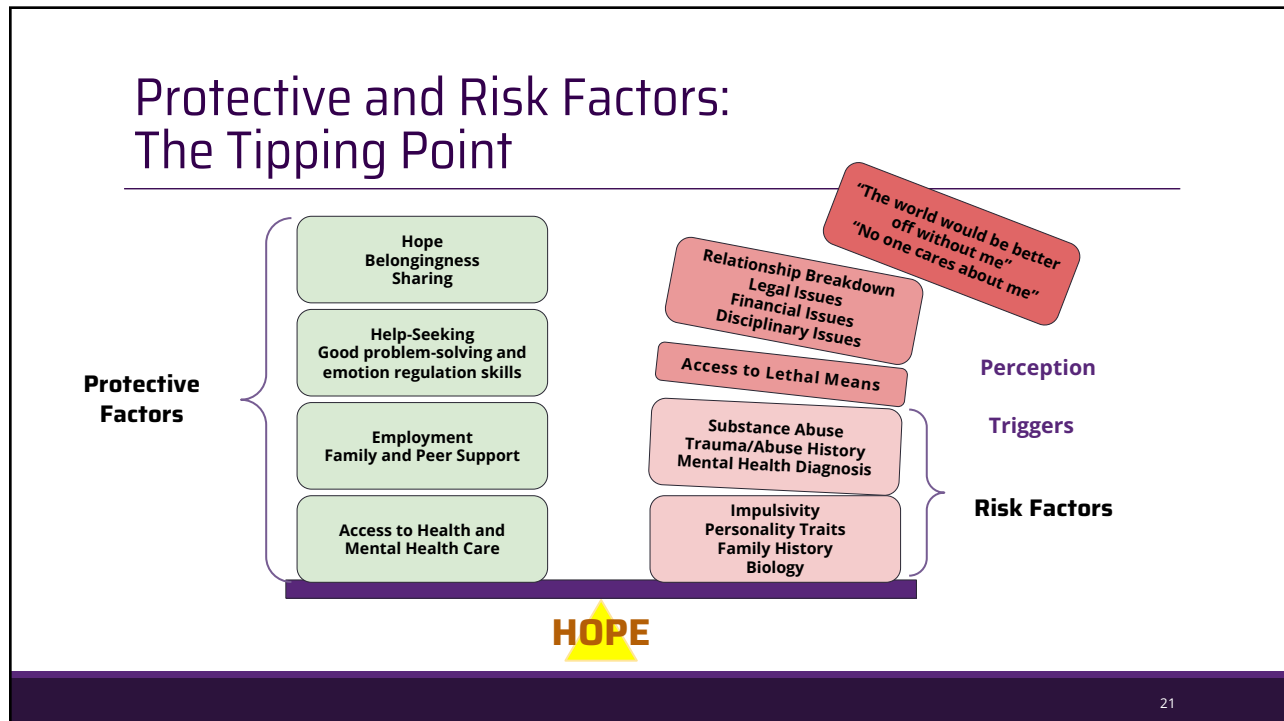 Protective and Risk Factors:
The Tipping Point
Protective
Factors
Hope
Belongingness
Sharing
Help-Seeking
Good problem-solving and
emotion regulation skills
Employment
Family and Peer Support
Access to Health and
Mental Health Care
“The world would be better
off without me”
“No one cares about me”
Relationship Breakdown
Legal Issues
Financial Issues
Disciplinary Issues
Access to Lethal Means
Substance Abuse
Trauma/Abuse History
Mental Health Diagnosis
Impulsivity
Personality Traits
Family History
Biology
Perception
Triggers
Risk Factors
HOPE
21